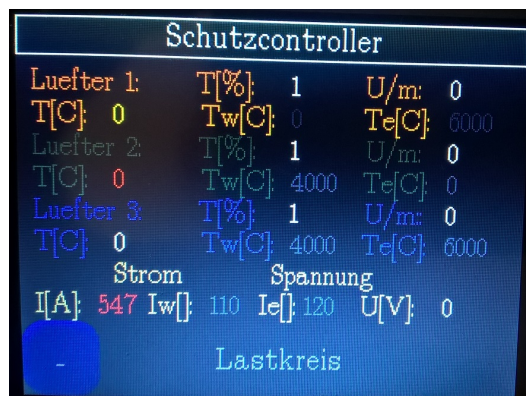 Schutzcontroller
Luefter 1: T[%]: 1 U/m: 0
T[C]: 0 Tw[C]: 0 Te[C]: 6000
Luefter 2: T[%]: 1 U/m: 0
T[C]: 0 Tw[C]: 4000 Te[C]: 0
Luefter 3: T[%]: 1 U/m: 0
T[C]: 0 Tw[C]: 4000 Te[C]: 6000
Strom Spannung
I[A]: 547 Iw[]: 110 Ie[]: 120 U[V]: 0
- Lastkreis